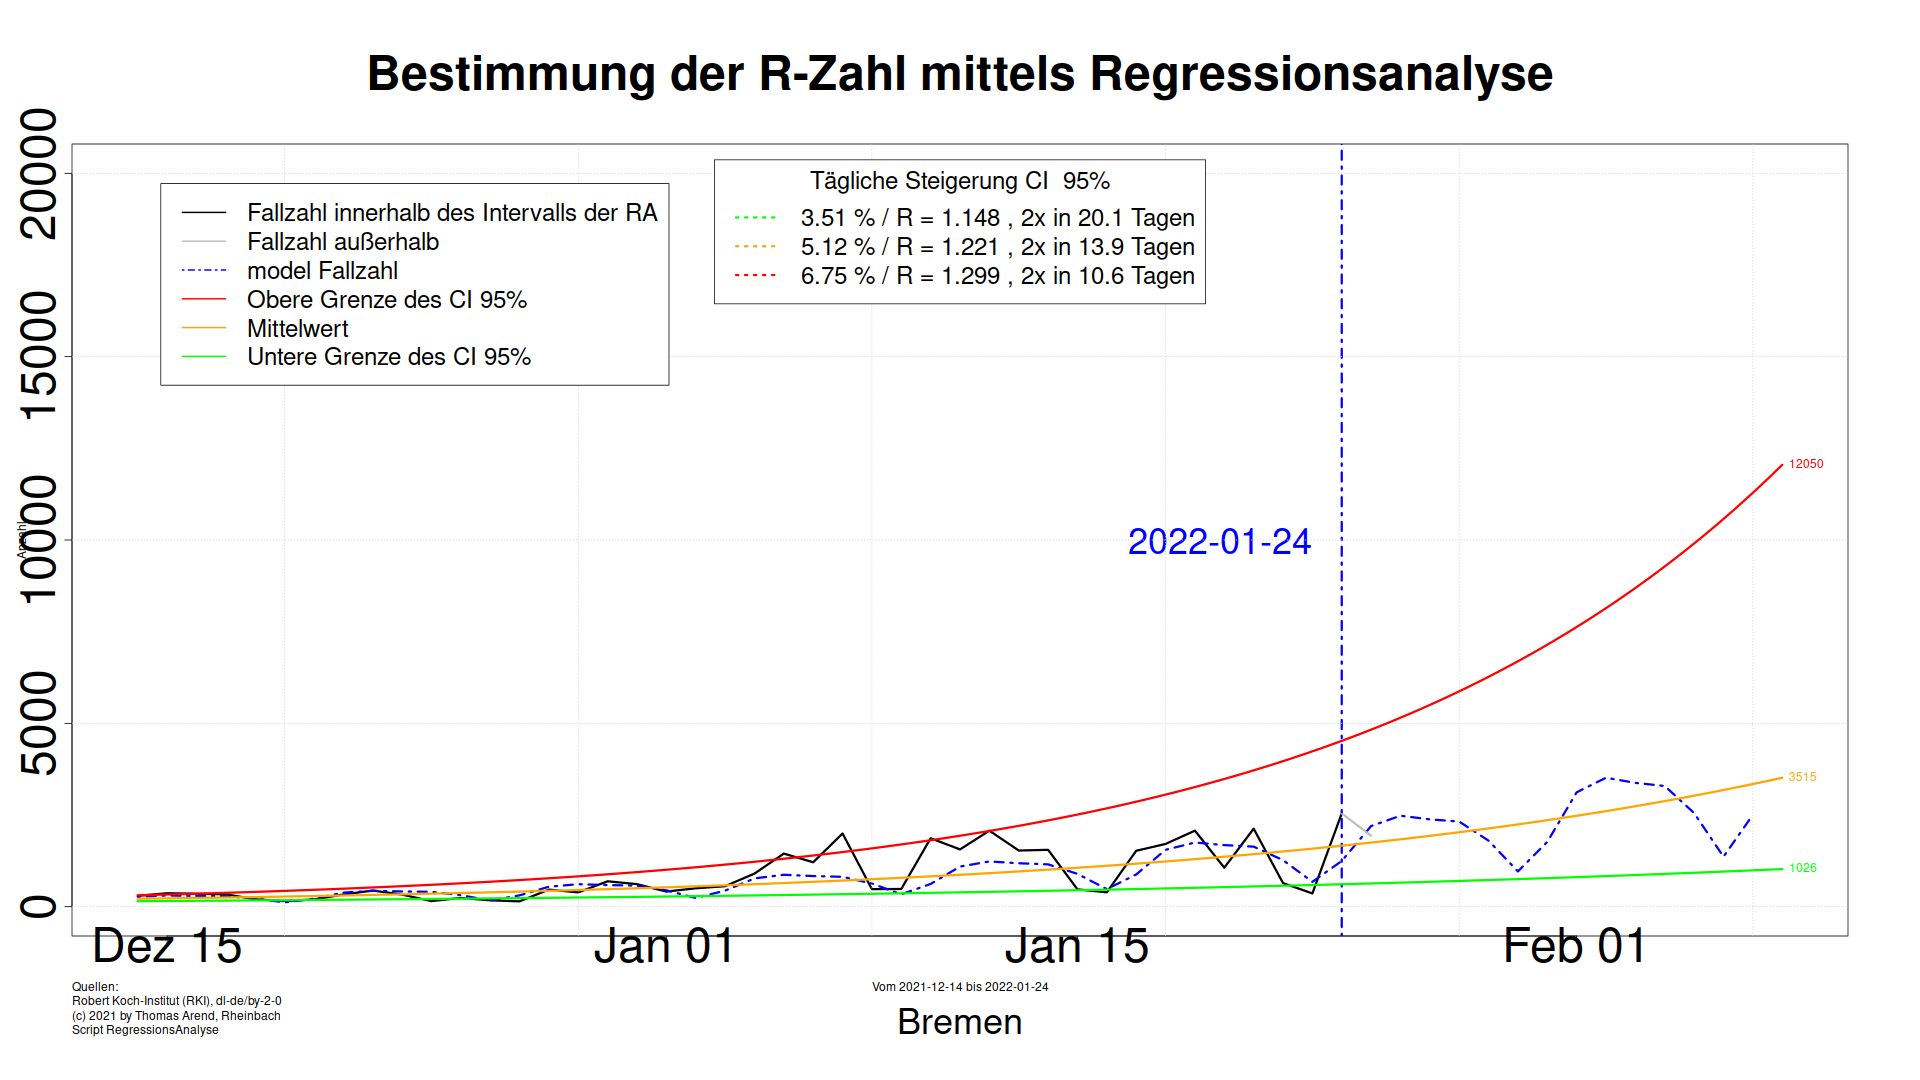 Bestimmung der R-Zahl mittels Regressionsanalyse
20000
15000
10000
5000
0
Anzahl
Fallzahl innerhalb des Intervalls der RA
Fallzahl außerhalb
model Fallzahl
Obere Grenze des CI 95%
Mittelwert
Untere Grenze des CI 95%
Tägliche Steigerung CI  95%
3.51 % / R = 1.148 , 2x in 20.1 Tagen
5.12 % / R = 1.221 , 2x in 13.9 Tagen
6.75 % / R = 1.299 , 2x in 10.6 Tagen
12050
2022-01-24
3515
1026
Dez 15
Jan 01
Jan 15
Feb 01
Quellen:
Robert Koch-Institut (RKI), dl-de/by-2-0
(c) 2021 by Thomas Arend, Rheinbach
Script RegressionsAnalyse
Vom 2021-12-14 bis 2022-01-24
Bremen